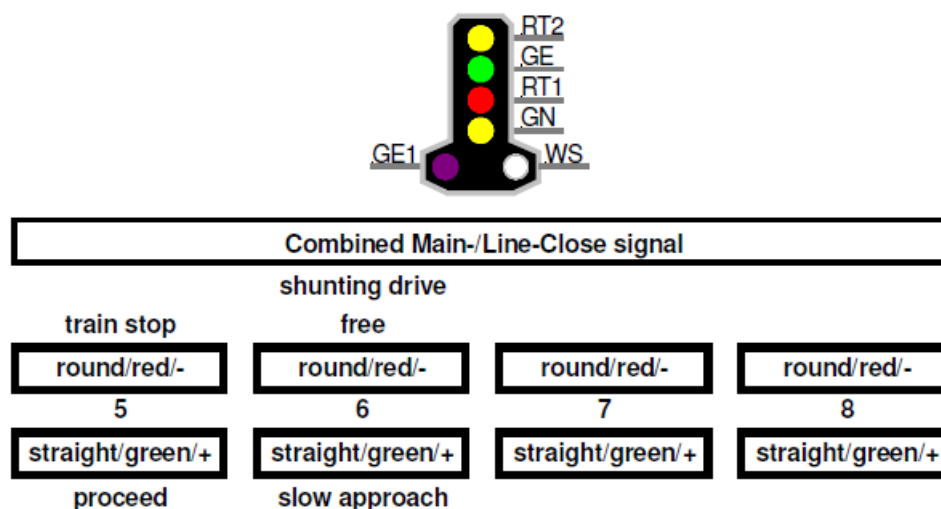 RT2
GE
RT1
GN
GE1 WS
Combined Main-/Line-Close signal
shunting drive
train stop free
round/red/- round/red/- round/red/- round/red/-
5 6 7 8
straight/green/+ straight/green/+ straight/green/+ straight/green/+
proceed slow approach